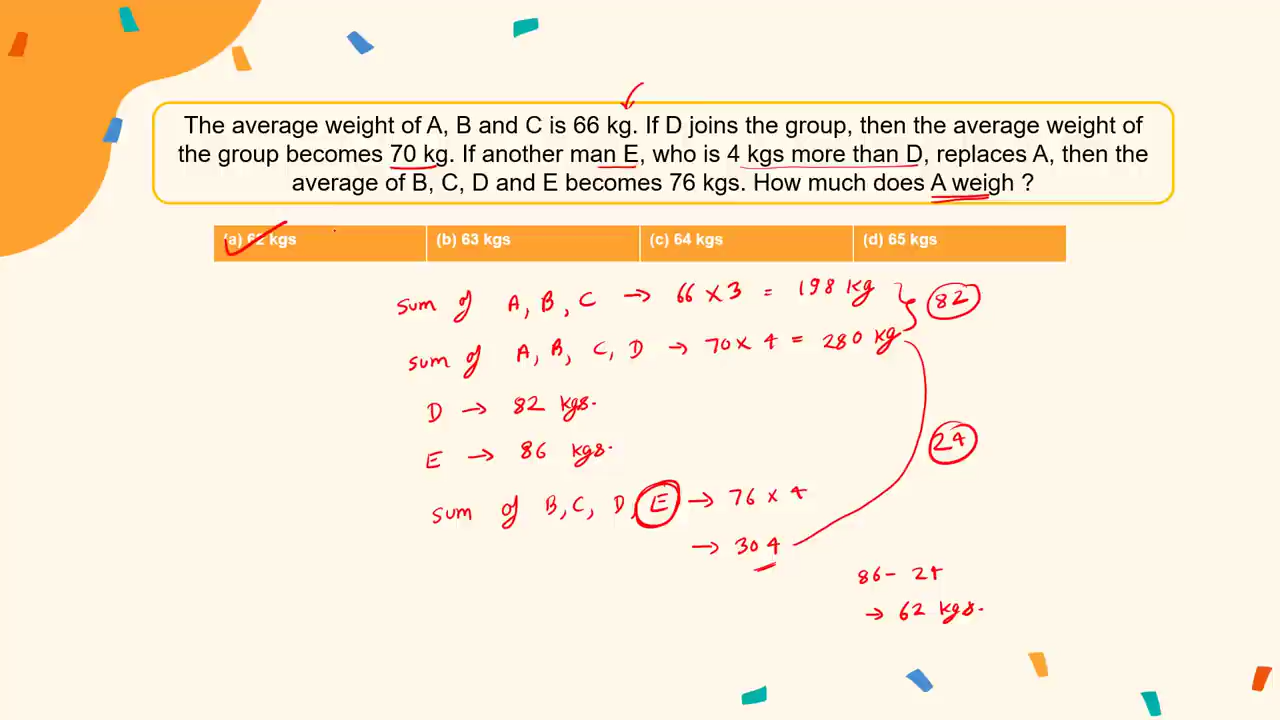 The average weight of A, B and C is 66 kg. If D joins the group, then the average weight of
the group becomes 70 kg. If another man E, who is 4 kgs more than D, replaces A, then the
average of B, C, D and E becomes 76 kgs. How much does A weigh ?
(a) 62 kgs (b) 63 kgs (c) 64 kgs (d) 65 kgs
sum of A, B, C → 66 × 3 = 198 kg 82
sum of A, B, C, D → 70 × 4 = 280 kg
D → 82 kgs.
E → 86 kgs.
24
sum of B, C, D, E → 76 × 4
→ 304
86 - 24
→ 62 kgs.